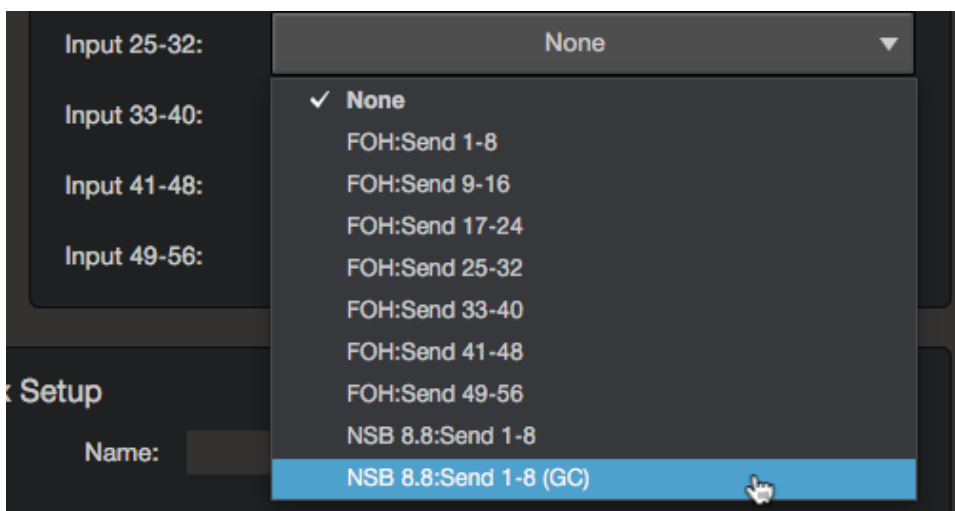 Input 25-32: None
Input 33-40:
Input 41-48:
Input 49-56:
None
FOH:Send 1-8
FOH:Send 9-16
FOH:Send 17-24
FOH:Send 25-32
FOH:Send 33-40
FOH:Send 41-48
FOH:Send 49-56
NSB 8.8:Send 1-8
NSB 8.8:Send 1-8 (GC)
Setup
Name: